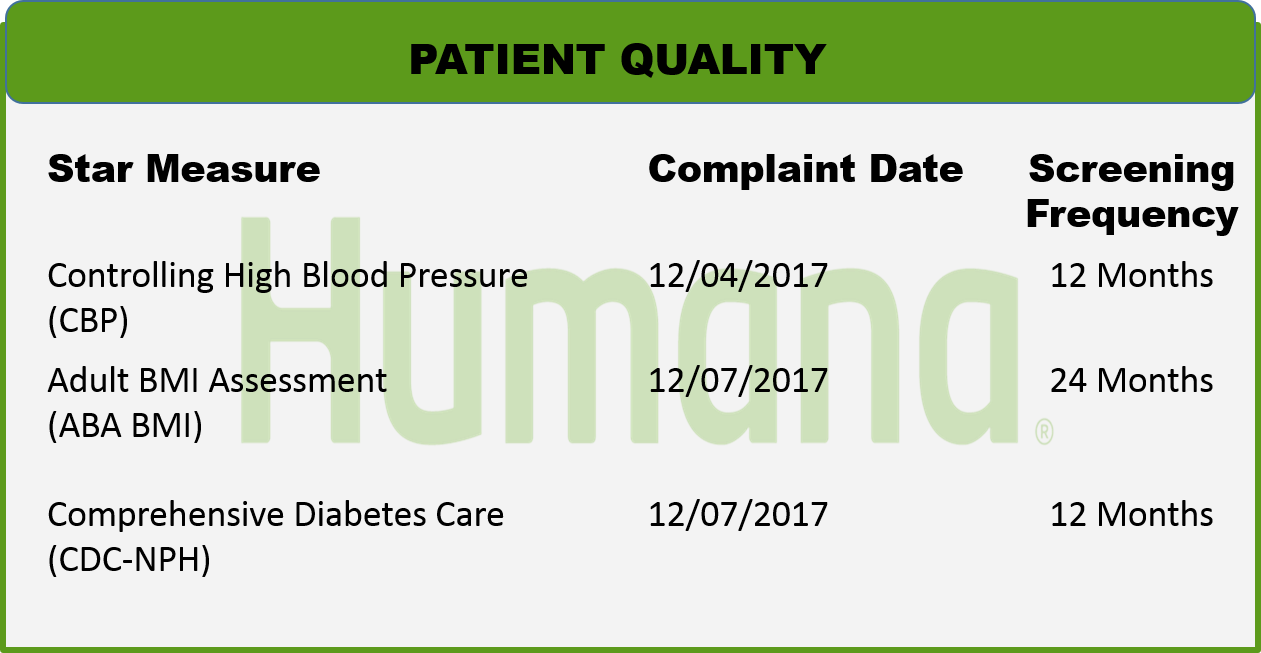 PATIENT QUALITY
Star Measure Complaint Date Screening
Frequency
Controlling High Blood Pressure 12/04/2017 12 Months
(CBP)
Adult BMI Assessment 12/07/2017 24 Months
(ABA BMI)
Comprehensive Diabetes Care 12/07/2017 12 Months
(CDC-NPH)
Humana®